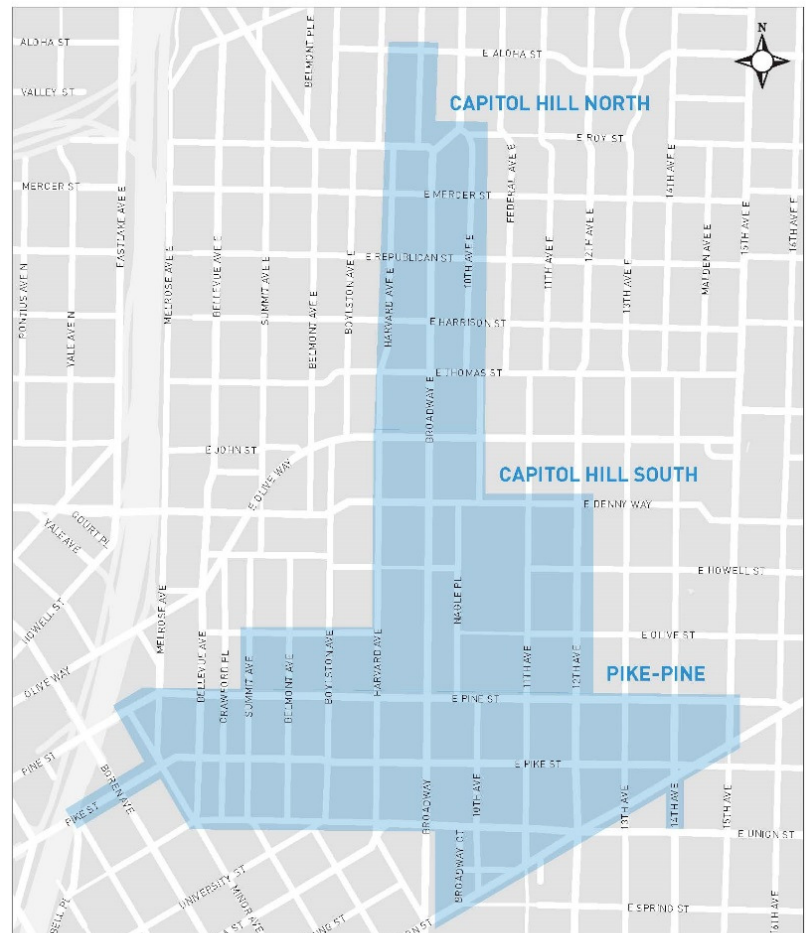 N
ALOHA ST
E ALOHA ST
BELMONT PL E
VALLEY ST
CAPITOL HILL NORTH
E ROY ST
MERCER ST
E MERCER ST
FEDERAL AVE E
14TH AVE E
EASTLAKE AVE E
15TH AVE E
16TH AVE E
PONTIUS AVE N
YALE AVE N
MELROSE AVE E
BELLEVUE AVE E
SUMMIT AVE E
BELMONT AVE E
BOYLSTON AVE E
HARVARD AVE E
E REPUBLICAN ST
10TH AVE E
11TH AVE E
12TH AVE E
13TH AVE E
MALDEN AVE E
E HARRISON ST
E THOMAS ST
BROADWAY E
E JOHN ST
E OLIVE WAY
CAPITOL HILL SOUTH
E DENNY WAY
COURT PL
YALE AVE
E HOWELL ST
HOWELL ST
MELROSE AVE
NAGLE PL
E OLIVE ST
OLIVE WAY
BELLEVUE AVE
CRAWFORD PL
SUMMIT AVE
BELMONT AVE
BOYLSTON AVE
HARVARD AVE
11TH AVE
12TH AVE
PIKE-PINE
E PINE ST
PINE ST
E PIKE ST
BOREN AVE
PIKE ST
BROADWAY
10TH AVE
13TH AVE
14TH AVE
15TH AVE
E UNION ST
BROADWAY CT
UNIVERSITY ST
MINOR AVE
E SPRING ST
16TH AVE